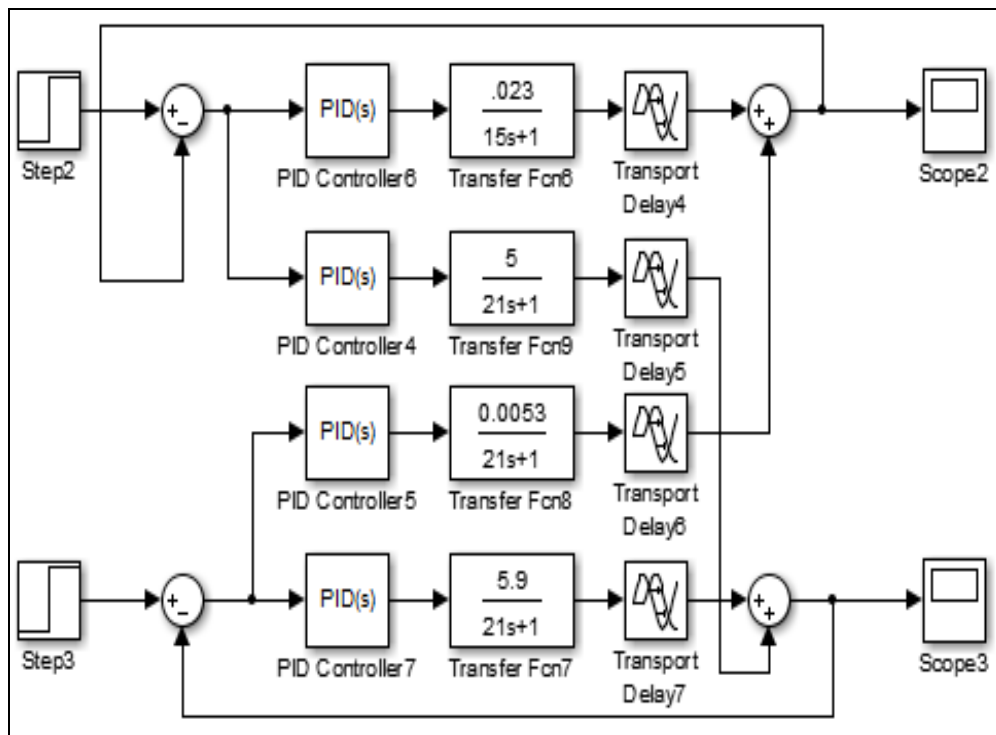 Step2
+
−
PID(s)
PID Controller6
.023
15s+1
Transfer Fcn6
Transport
Delay4
+
+
Scope2
PID(s)
PID Controller4
5
21s+1
Transfer Fcn9
Transport
Delay5
PID(s)
PID Controller5
0.0053
21s+1
Transfer Fcn8
Transport
Delay6
Step3
+
−
PID(s)
PID Controller7
5.9
21s+1
Transfer Fcn7
Transport
Delay7
+
+
Scope3